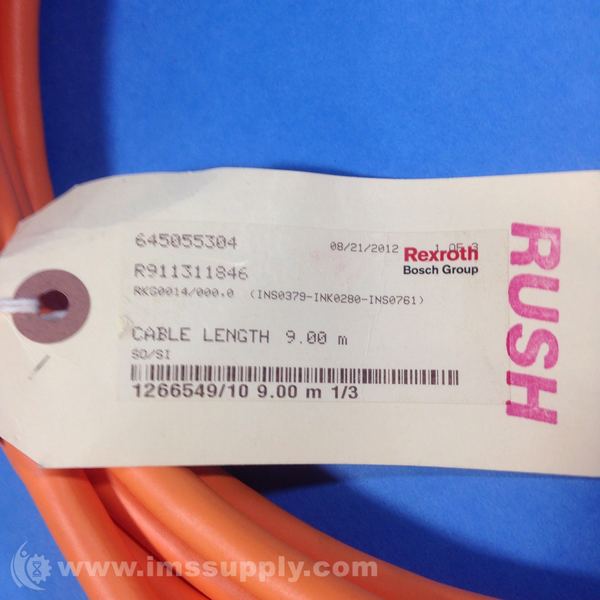 645055304
08/21/2012
Rexroth
Bosch Group
R911311846
RKG0014/000.0 (INS0379-INK0280-INS0761)
CABLE LENGTH 9.00 m
SO/SI
1266549/10 9.00 m 1/3
RUSH
www.imssupply.com